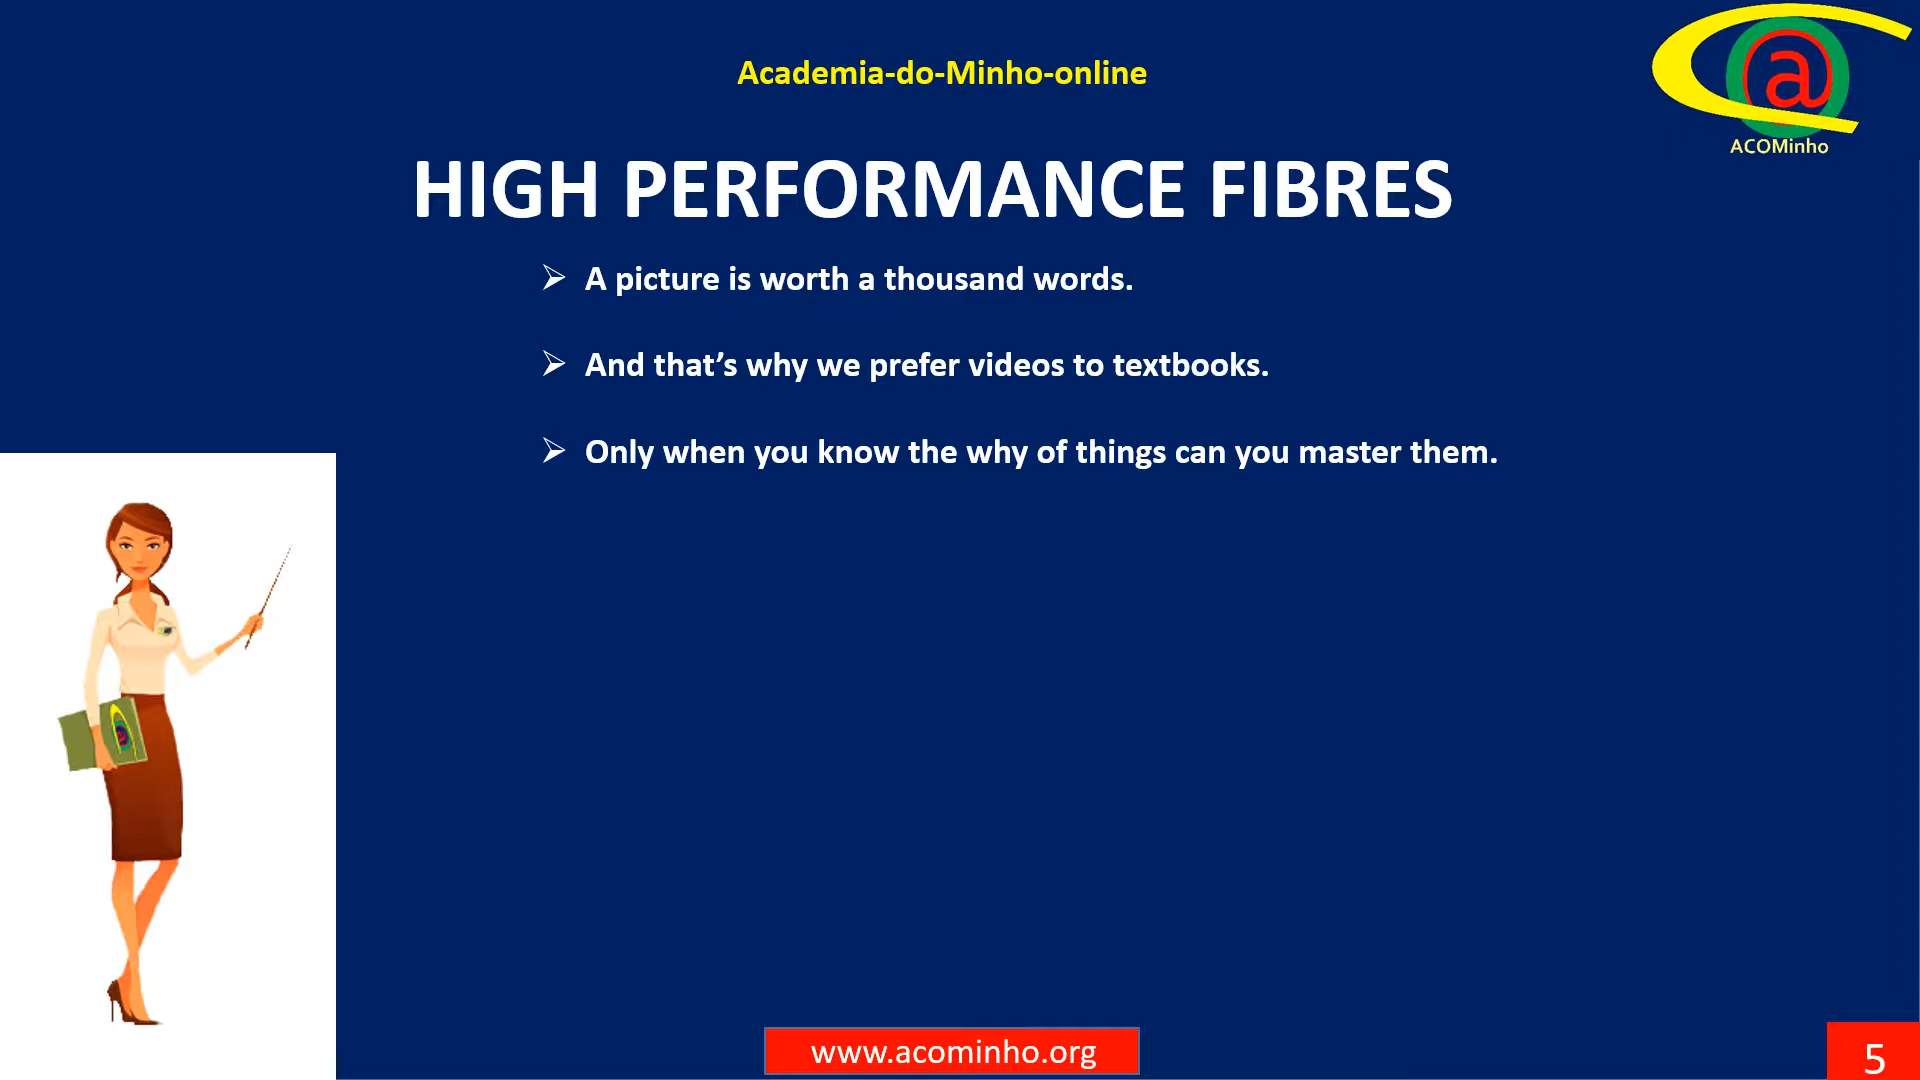 Academia-do-Minho-online
@
ACOMinho
HIGH PERFORMANCE FIBRES
➢ A picture is worth a thousand words.
➢ And that’s why we prefer videos to textbooks.
➢ Only when you know the why of things can you master them.
www.acominho.org
5